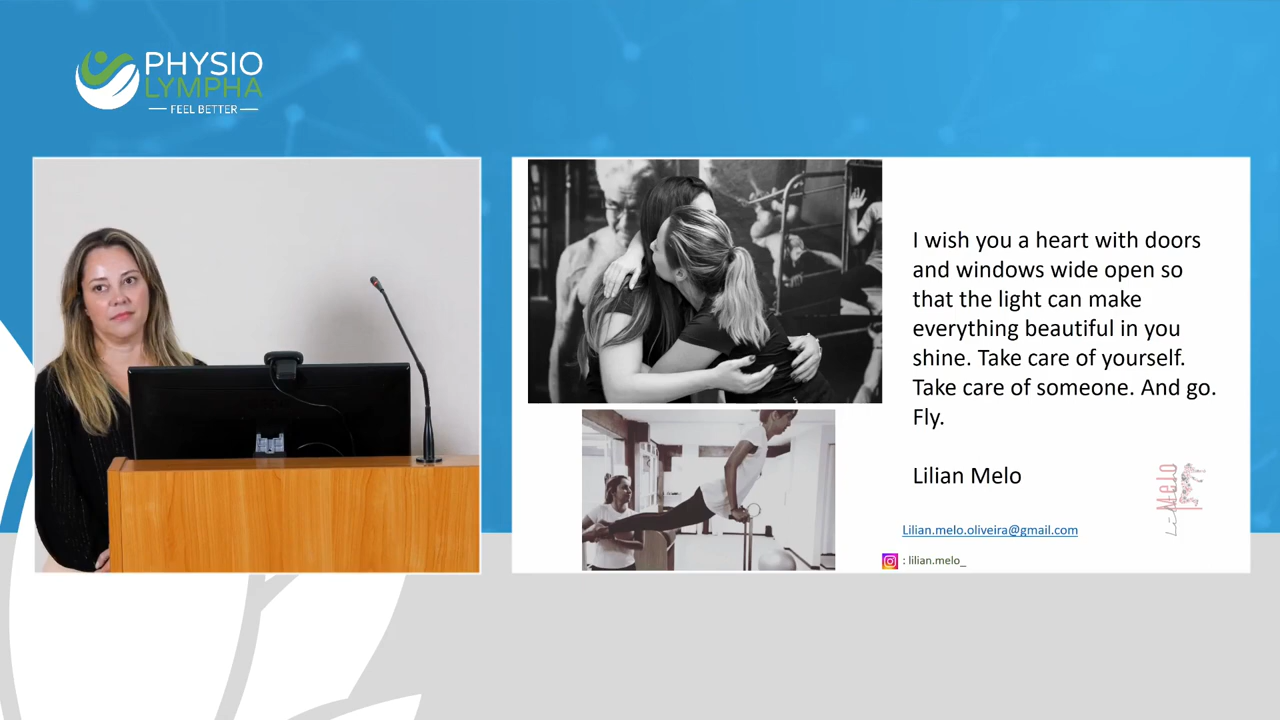 PHYSIO
LYMPHA
FEEL BETTER
I wish you a heart with doors
and windows wide open so
that the light can make
everything beautiful in you
shine. Take care of yourself.
Take care of someone. And go.
Fly.
Lilian Melo
Lilian.melo.oliveira@gmail.com
: lilian.melo_
Lili Melo